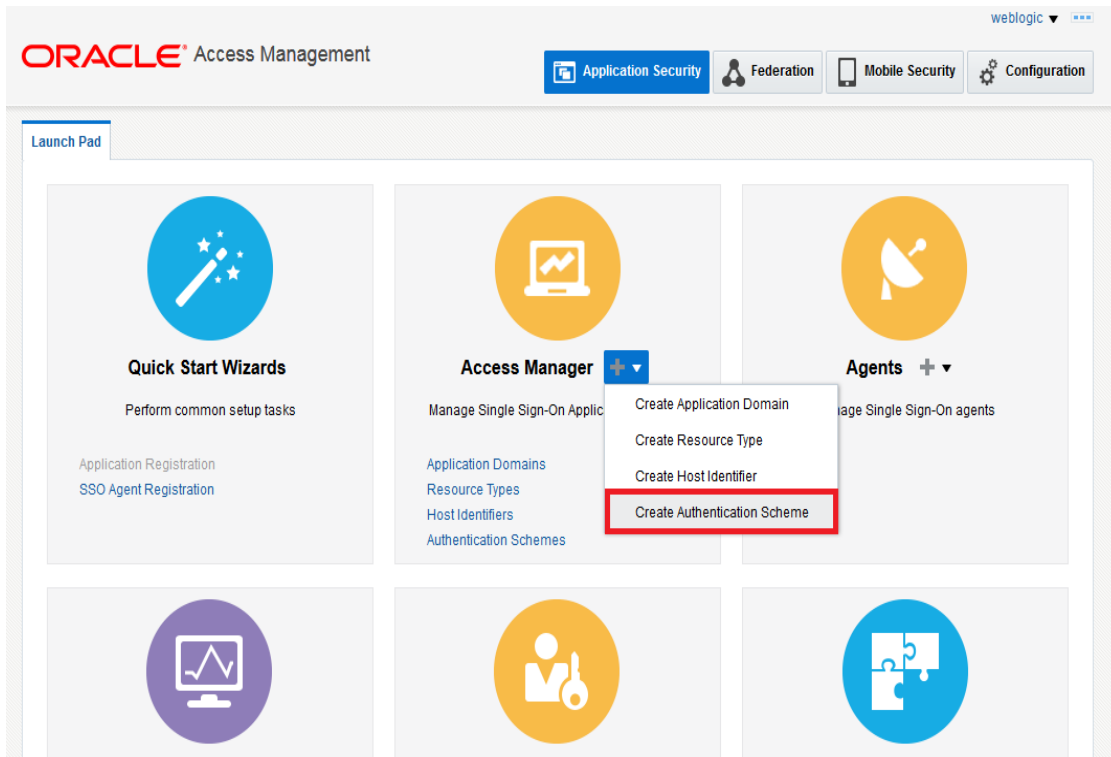 weblogic
ORACLE® Access Management
Application Security
Federation
Mobile Security
Configuration
Launch Pad
Quick Start Wizards
Perform common setup tasks
Application Registration
SSO Agent Registration
Access Manager
Manage Single Sign-On Applic
Application Domains
Resource Types
Host Identifiers
Authentication Schemes
Create Application Domain
Create Resource Type
Create Host Identifier
Create Authentication Scheme
Agents
age Single Sign-On agents